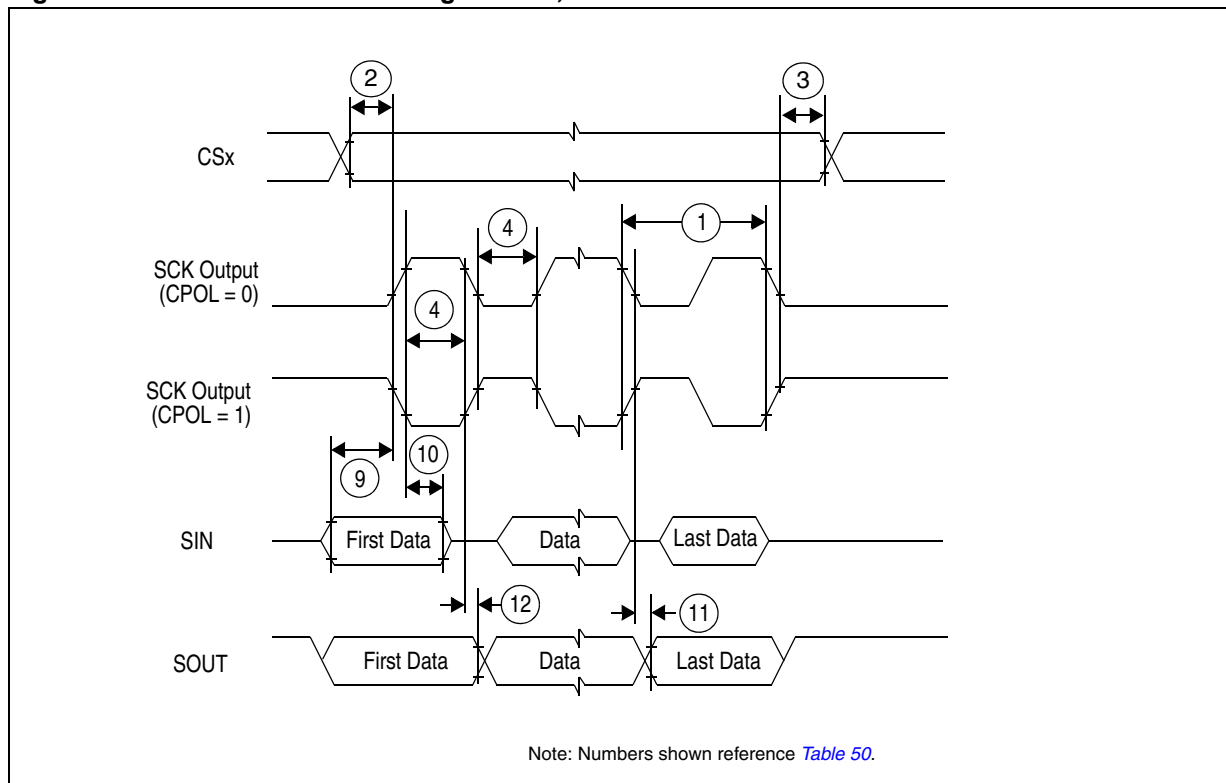 2
3
CSx
4
1
SCK Output
(CPOL = 0)
4
SCK Output
(CPOL = 1)
9
10
SIN
First Data
Data
Last Data
12
11
SOUT
First Data
Data
Last Data
Note: Numbers shown reference Table 50.